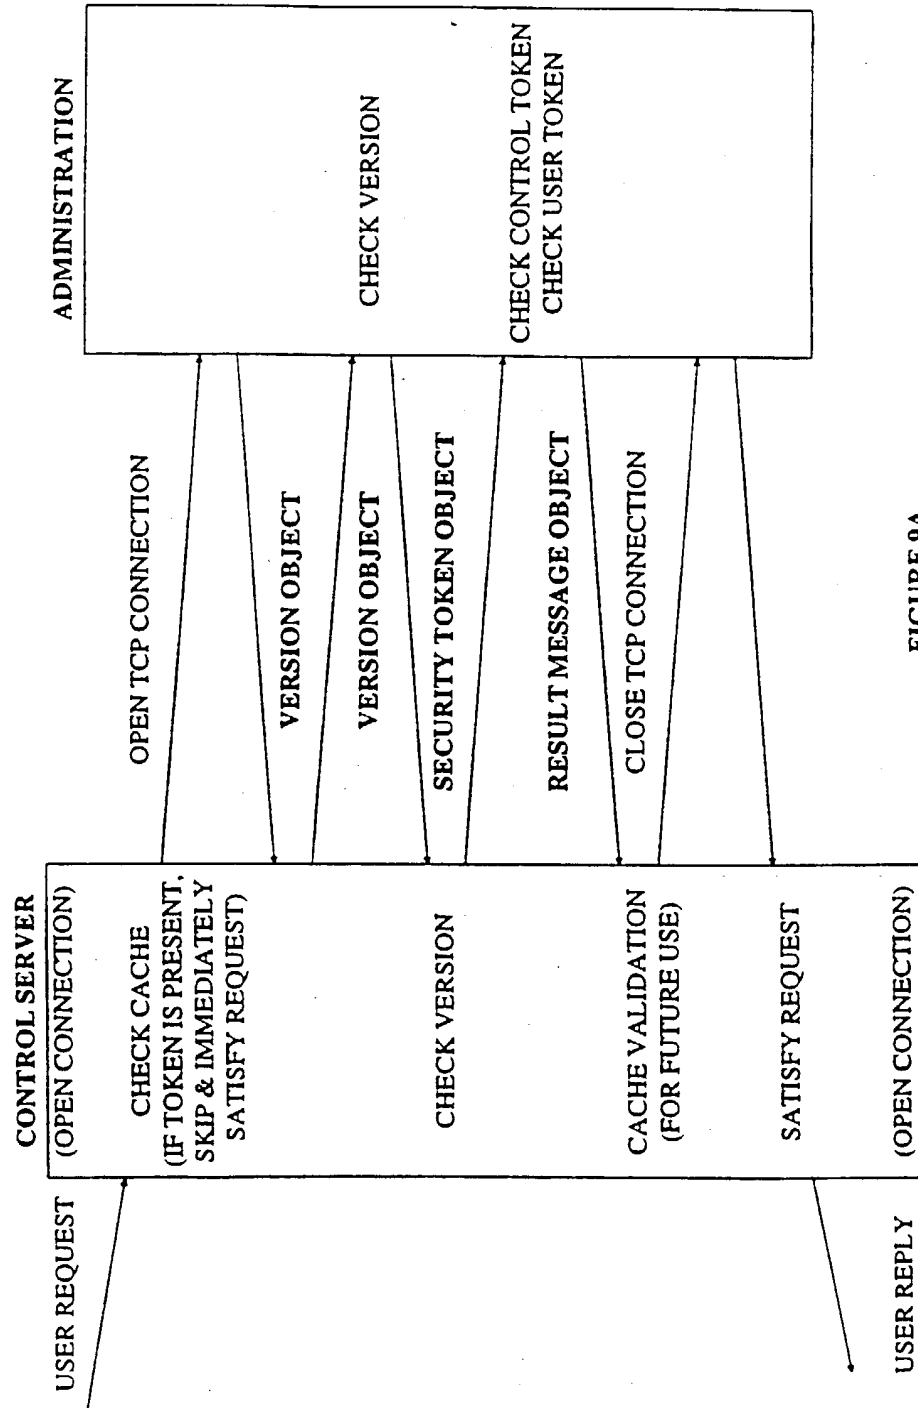 USER REQUEST
USER REPLY
CONTROL SERVER
(OPEN CONNECTION)
CHECK CACHE
(IF TOKEN IS PRESENT,
SKIP & IMMEDIATELY
SATISFY REQUEST)
CHECK VERSION
CACHE VALIDATION
(FOR FUTURE USE)
SATISFY REQUEST
(OPEN CONNECTION)
OPEN TCP CONNECTION
VERSION OBJECT
VERSION OBJECT
SECURITY TOKEN OBJECT
RESULT MESSAGE OBJECT
CLOSE TCP CONNECTION
ADMINISTRATION
CHECK VERSION
CHECK CONTROL TOKEN
CHECK USER TOKEN
FIGURE 9A